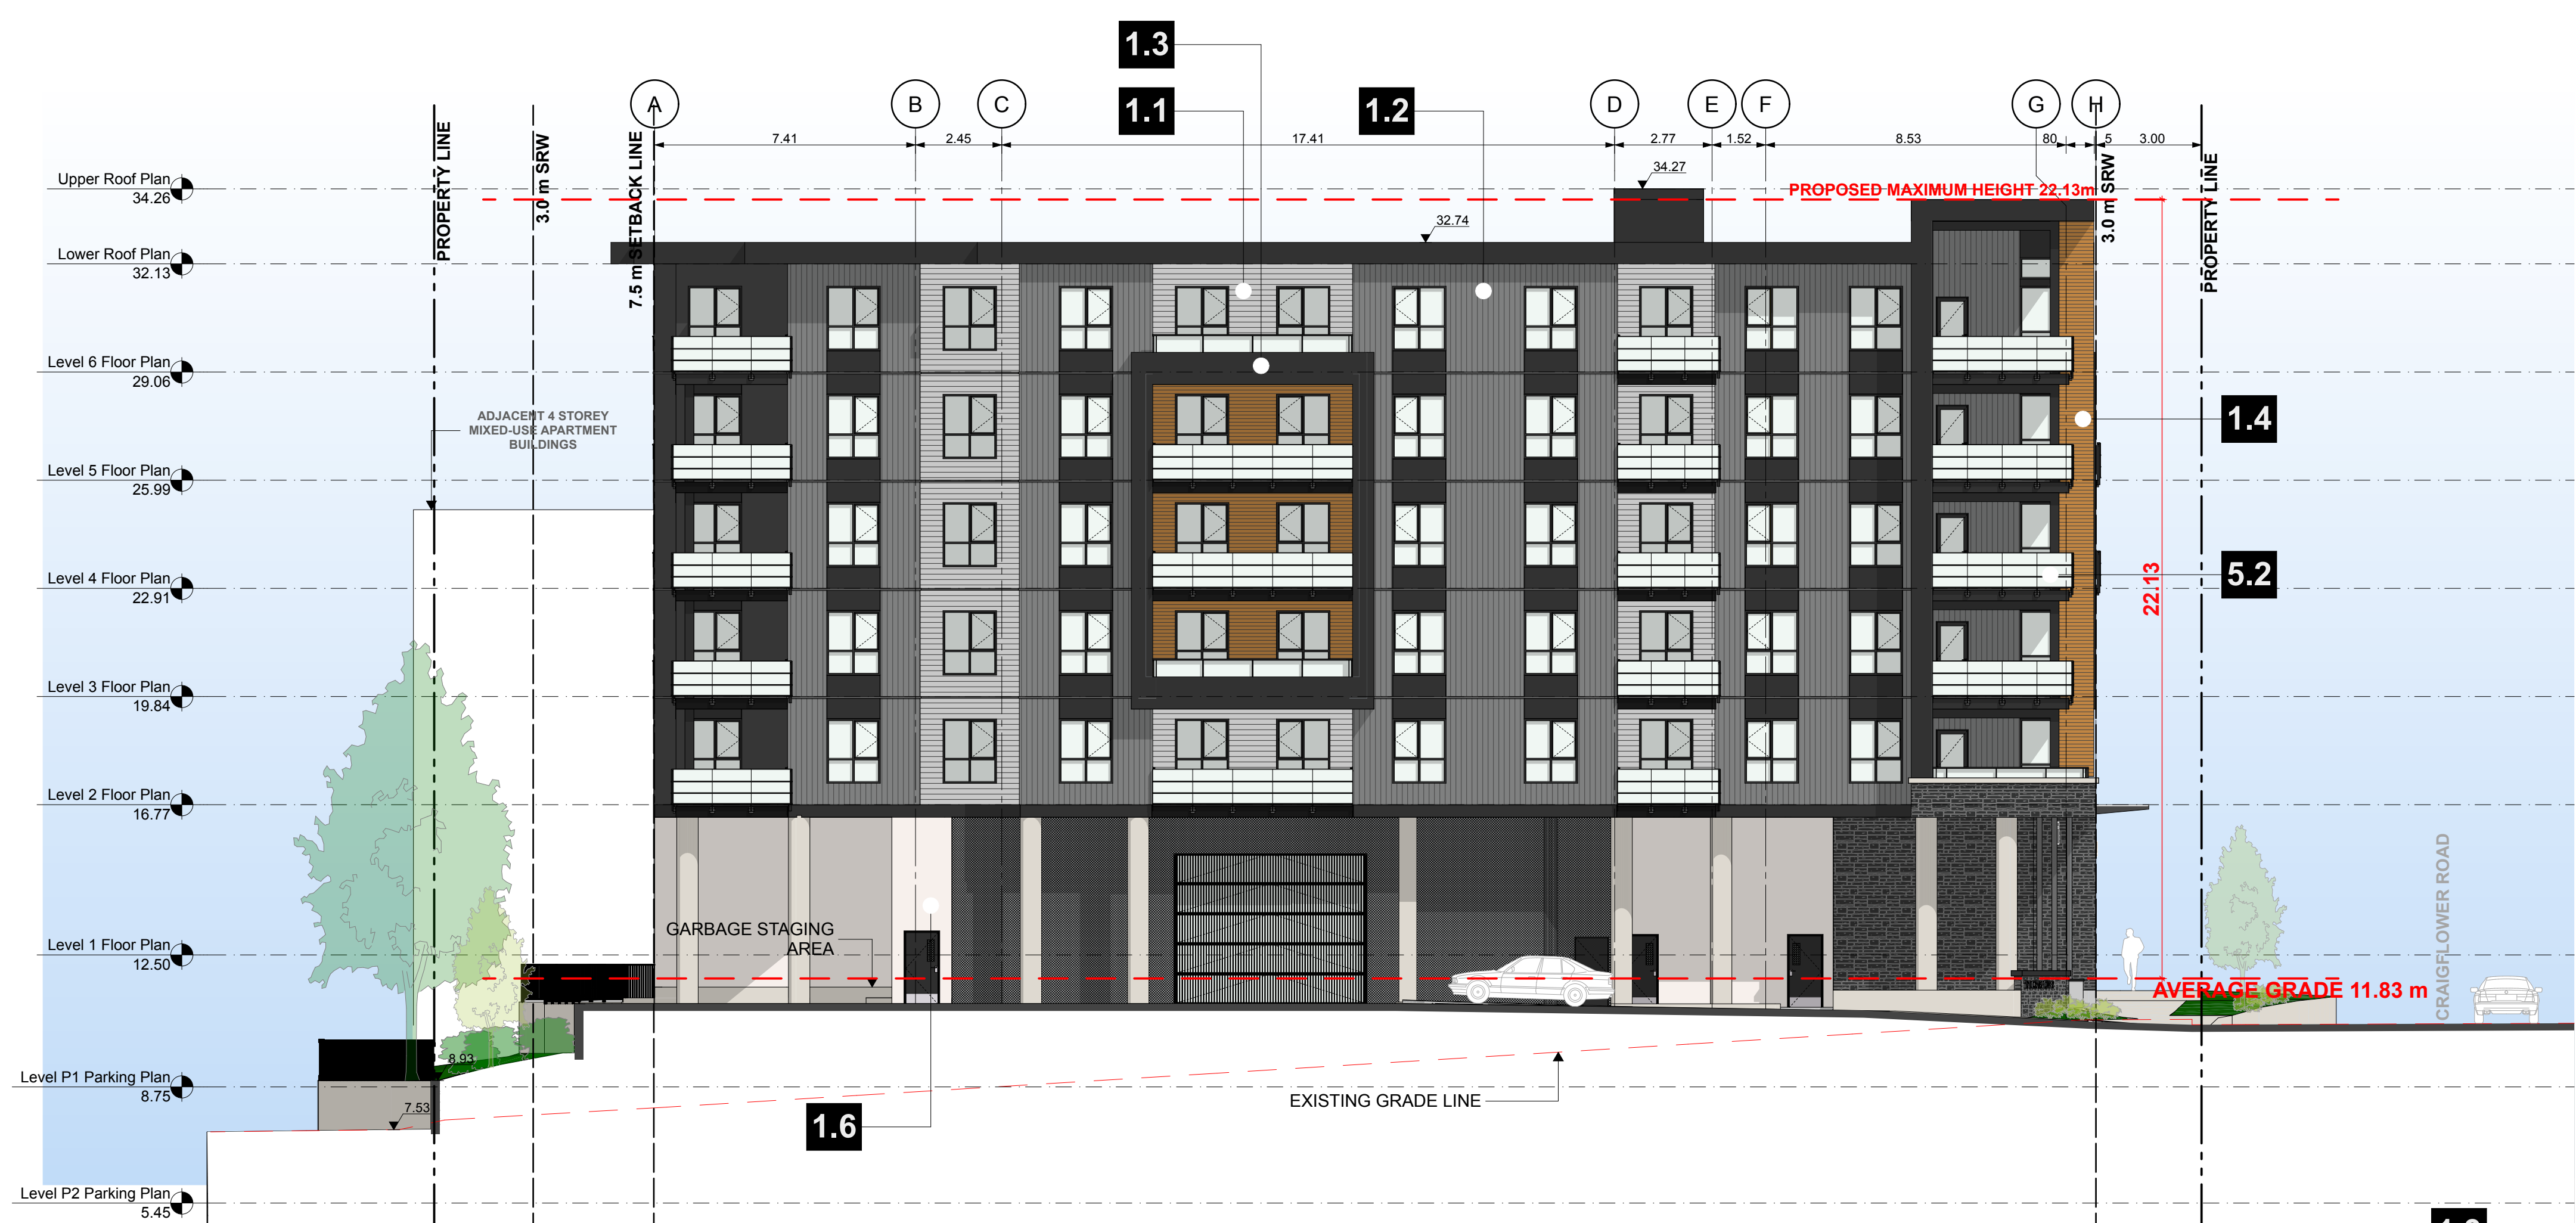 1.3
1.1
1.2
A
B
C
D
E
F
G
H
7.41
2.45
17.41
2.77
1.52
8.53
80
5
3.00
PROPERTY LINE
3.0 m SRW
7.5 m SETBACK LINE
3.0 m SRW
PROPERTY LINE
Upper Roof Plan
34.26
34.27
PROPOSED MAXIMUM HEIGHT 22.13m
32.74
Lower Roof Plan
32.13
Level 6 Floor Plan
29.06
ADJACENT 4 STOREY
MIXED-USE APARTMENT
BUILDINGS
1.4
Level 5 Floor Plan
25.99
Level 4 Floor Plan
22.91
5.2
22.13
Level 3 Floor Plan
19.84
Level 2 Floor Plan
16.77
Level 1 Floor Plan
12.50
GARBAGE STAGING
AREA
AVERAGE GRADE 11.83 m
CRAIGFLOWER ROAD
8.93
Level P1 Parking Plan
8.75
7.53
EXISTING GRADE LINE
1.6
Level P2 Parking Plan
5.45